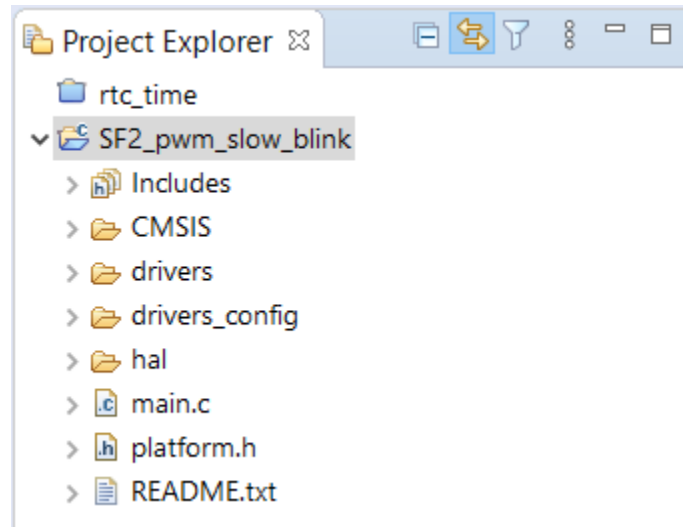 Project Explorer
rtc_time
SF2_pwm_slow_blink
Includes
CMSIS
drivers
drivers_config
hal
main.c
platform.h
README.txt